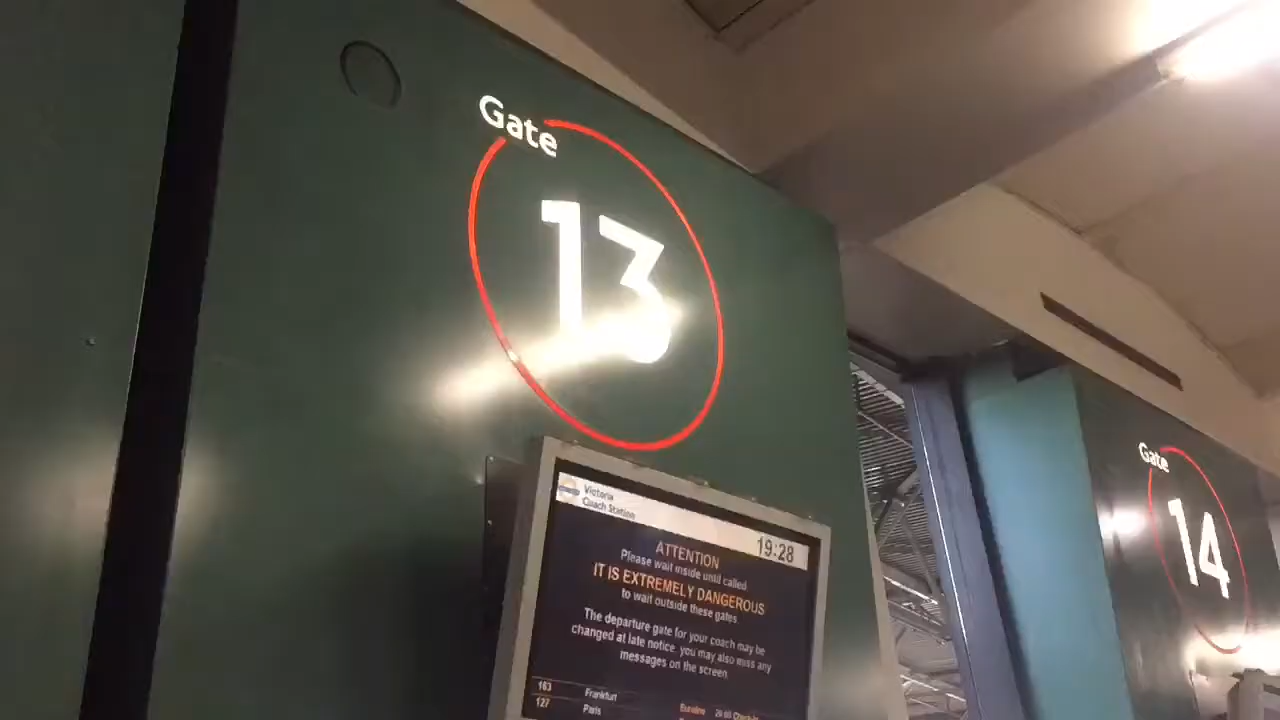 Gate
13
Victoria
Coach Station
19:28
ATTENTION
Please wait inside until called
IT IS EXTREMELY DANGEROUS
to wait outside these gates
The departure gate for your coach may be
changed at late notice, you may also miss any
messages on the screen
163 Frankfurt
127 Paris
Gate
14